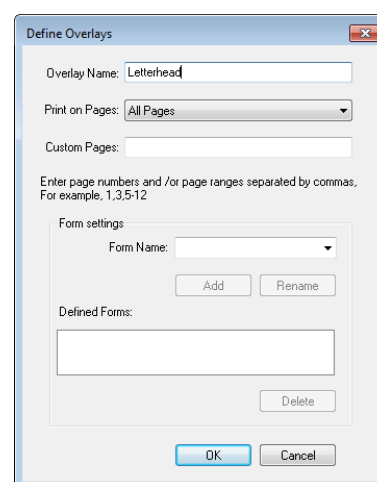 Define Overlays
Overlay Name: Letterhead
Print on Pages: All Pages
Custom Pages:
Enter page numbers and /or page ranges separated by commas,
For example, 1,3,5-12
Form settings
Form Name:
Add Rename
Defined Forms:
Delete
OK Cancel